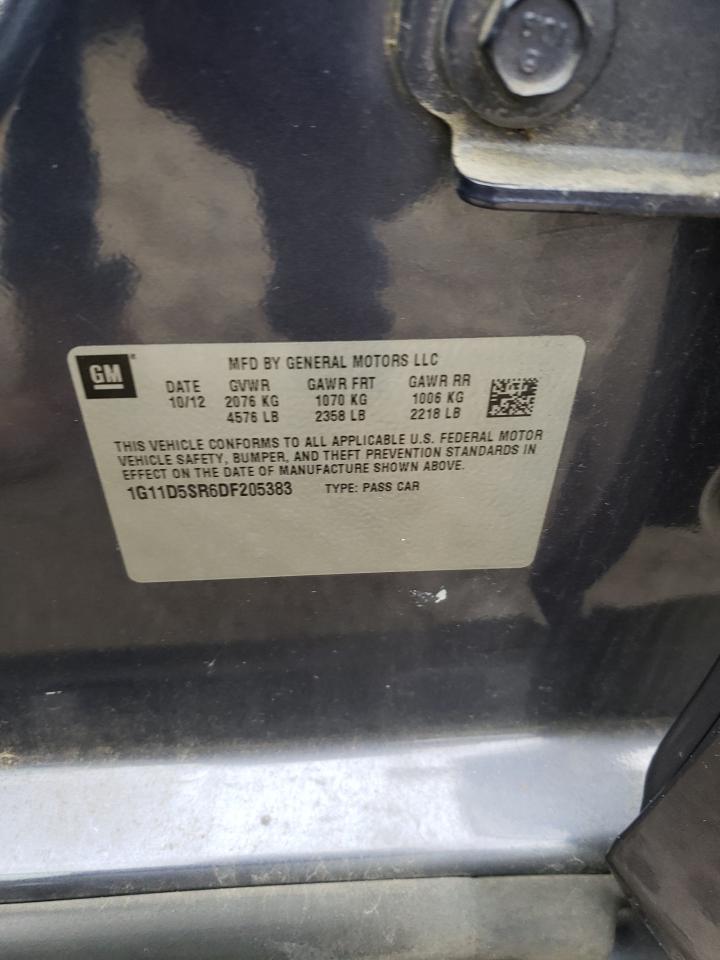 GM
MFD BY GENERAL MOTORS LLC
DATE GVWR GAWR FRT GAWR RR
10/12 2076 KG 1070 KG 1006 KG
4576 LB 2358 LB 2218 LB
THIS VEHICLE CONFORMS TO ALL APPLICABLE U.S. FEDERAL MOTOR
VEHICLE SAFETY, BUMPER, AND THEFT PREVENTION STANDARDS IN
EFFECT ON THE DATE OF MANUFACTURE SHOWN ABOVE.
1G11D5SR6DF205383 TYPE: PASS CAR